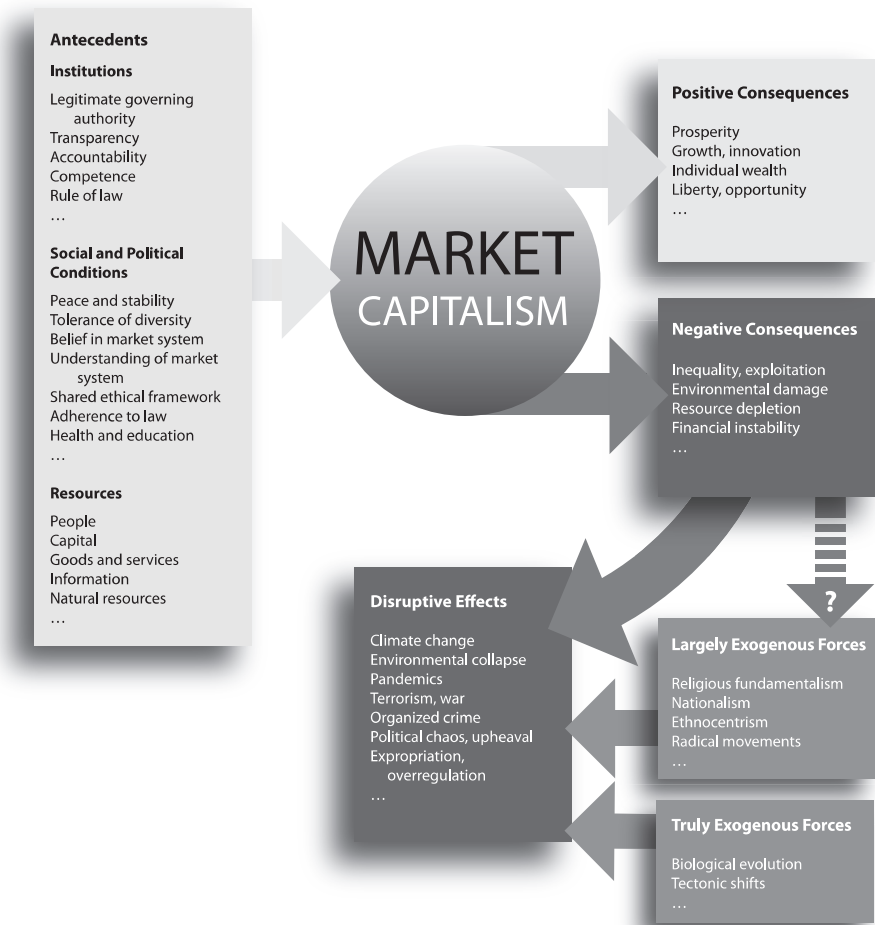 Antecedents
Institutions
Legitimate governing
authority
Transparency
Accountability
Competence
Rule of law
…
Social and Political
Conditions
Peace and stability
Tolerance of diversity
Belief in market system
Understanding of market
system
Shared ethical framework
Adherence to law
Health and education
…
Resources
People
Capital
Goods and services
Information
Natural resources
…
MARKET
CAPITALISM
Positive Consequences
Prosperity
Growth, innovation
Individual wealth
Liberty, opportunity
…
Negative Consequences
Inequality, exploitation
Environmental damage
Resource depletion
Financial instability
…
?
Disruptive Effects
Climate change
Environmental collapse
Pandemics
Terrorism, war
Organized crime
Political chaos, upheaval
Expropriation,
overregulation
…
Largely Exogenous Forces
Religious fundamentalism
Nationalism
Ethnocentrism
Radical movements
…
Truly Exogenous Forces
Biological evolution
Tectonic shifts
…